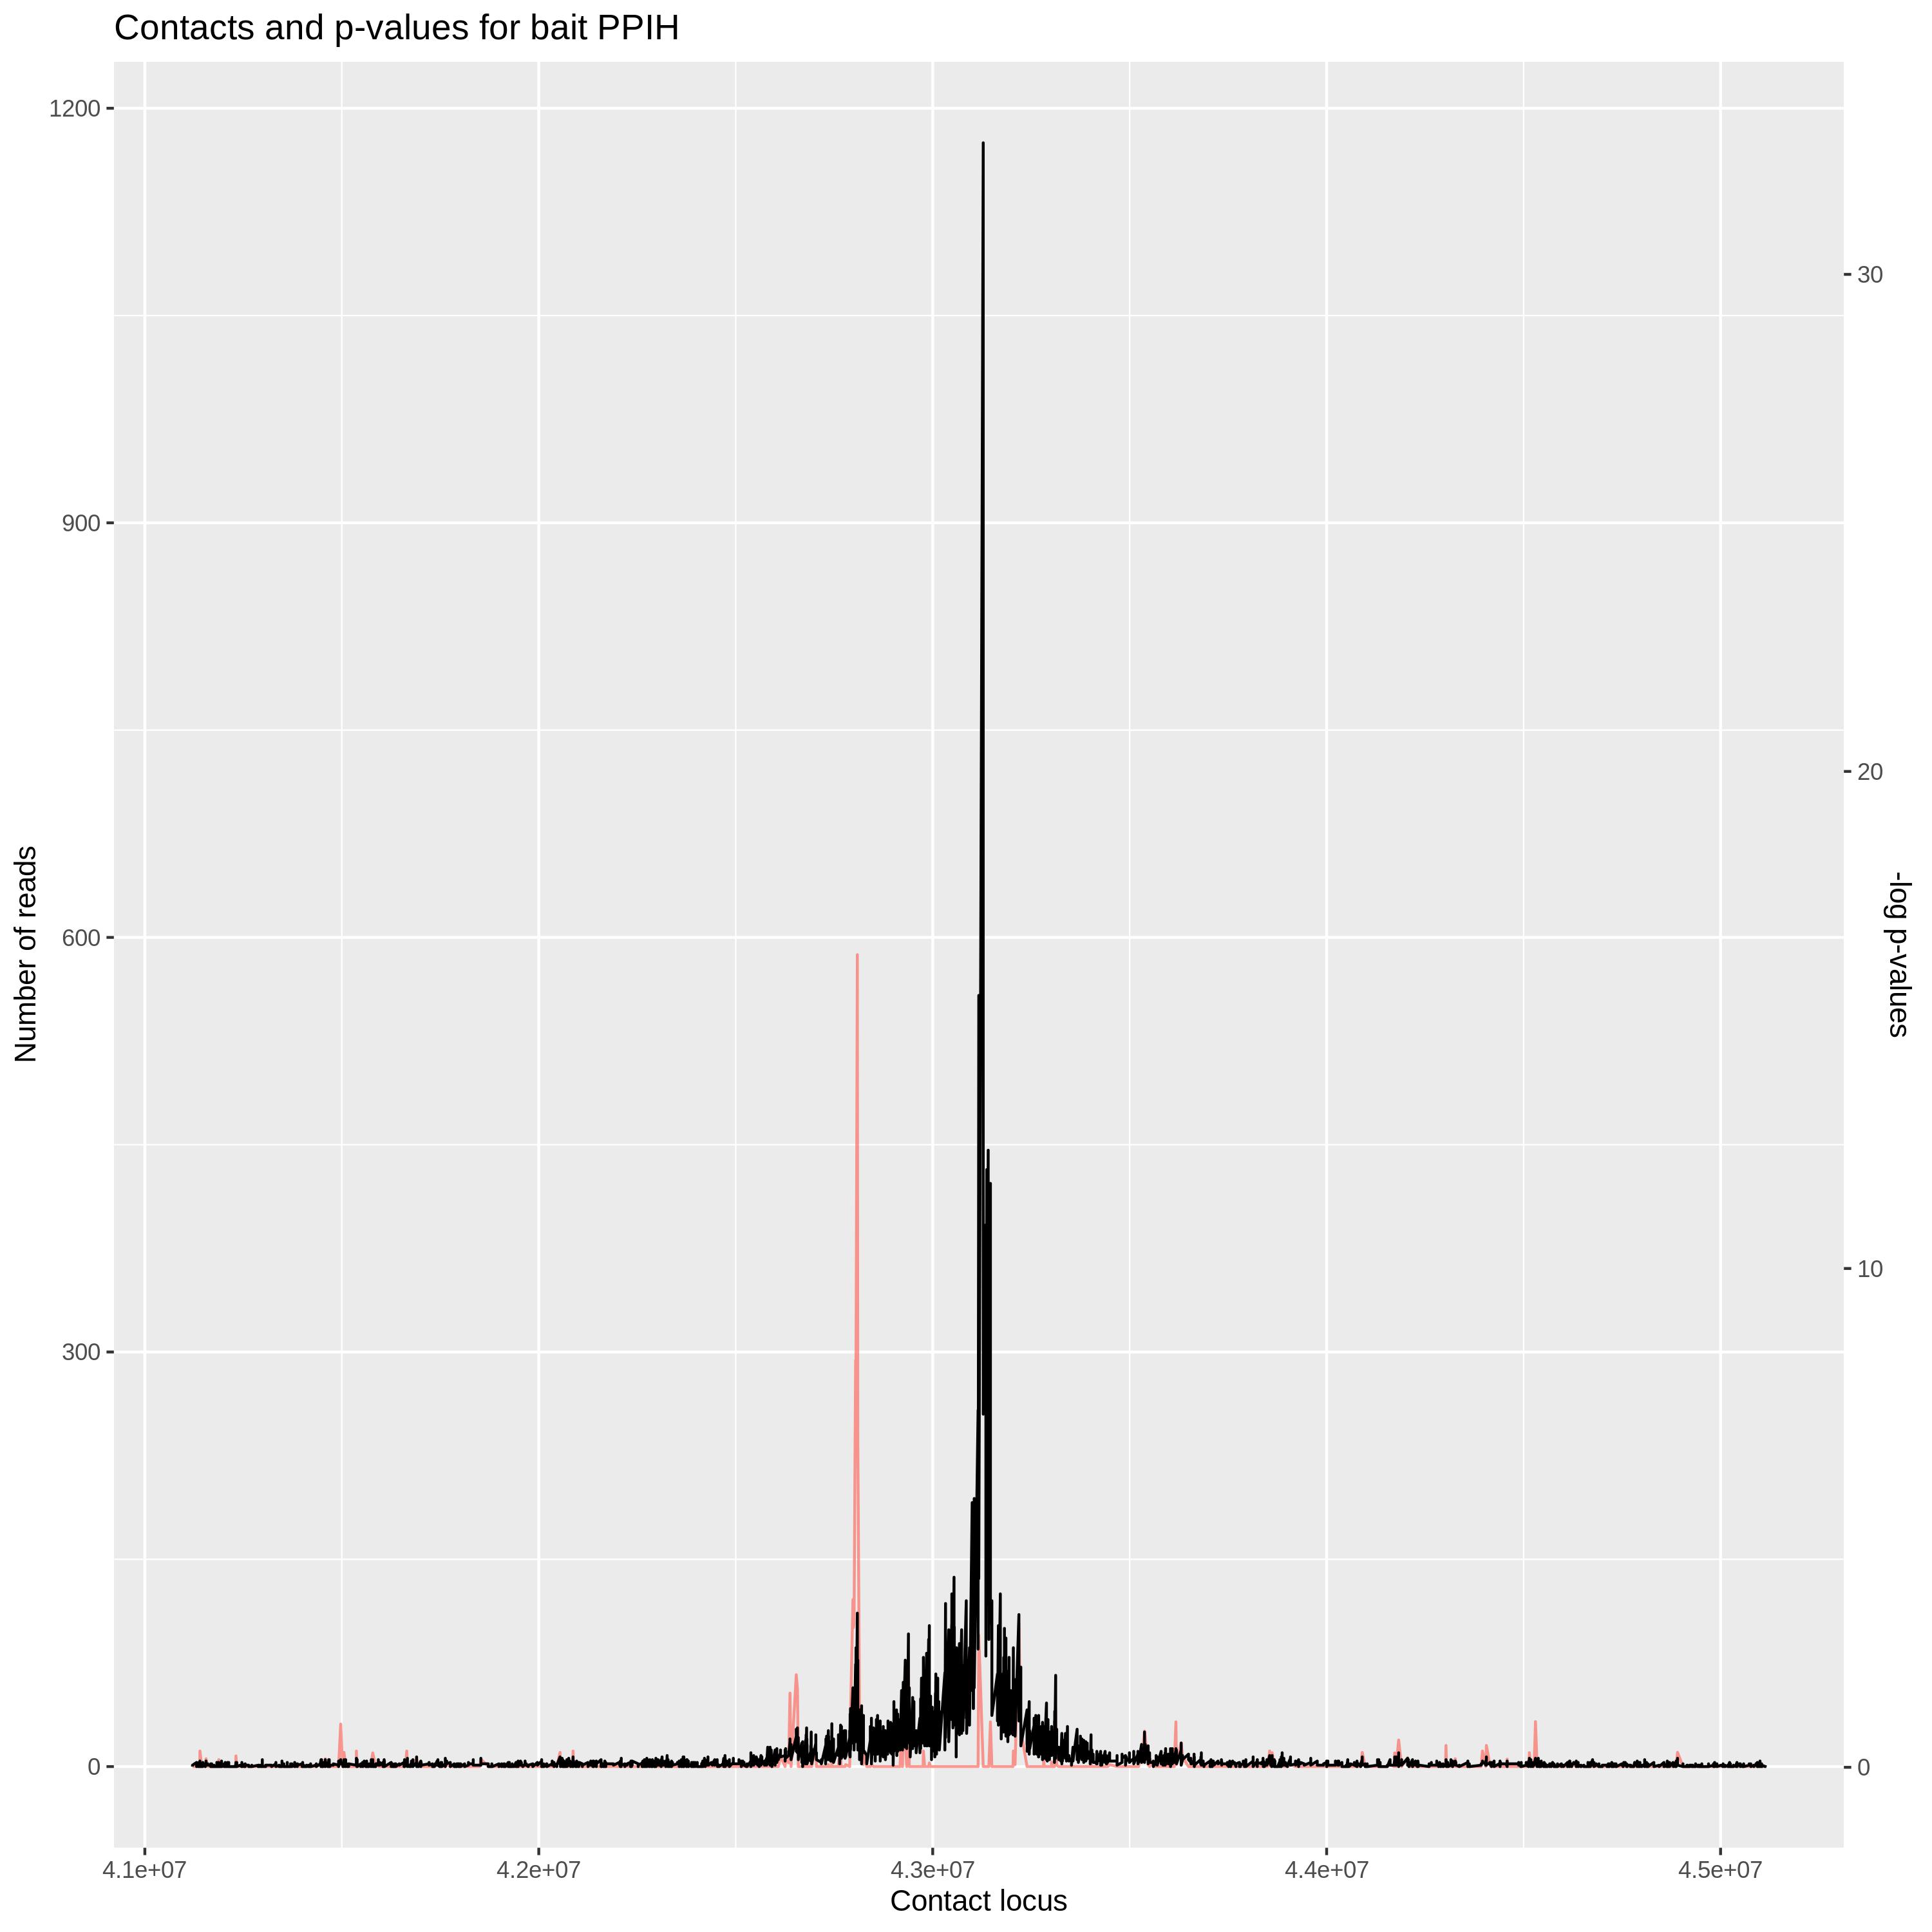 Contacts and p-values for bait PPIH
1200
900
600
300
0
Number of reads
30
20
10
0
-log p-values
4.1e+07 4.2e+07 4.3e+07 4.4e+07 4.5e+07
Contact locus